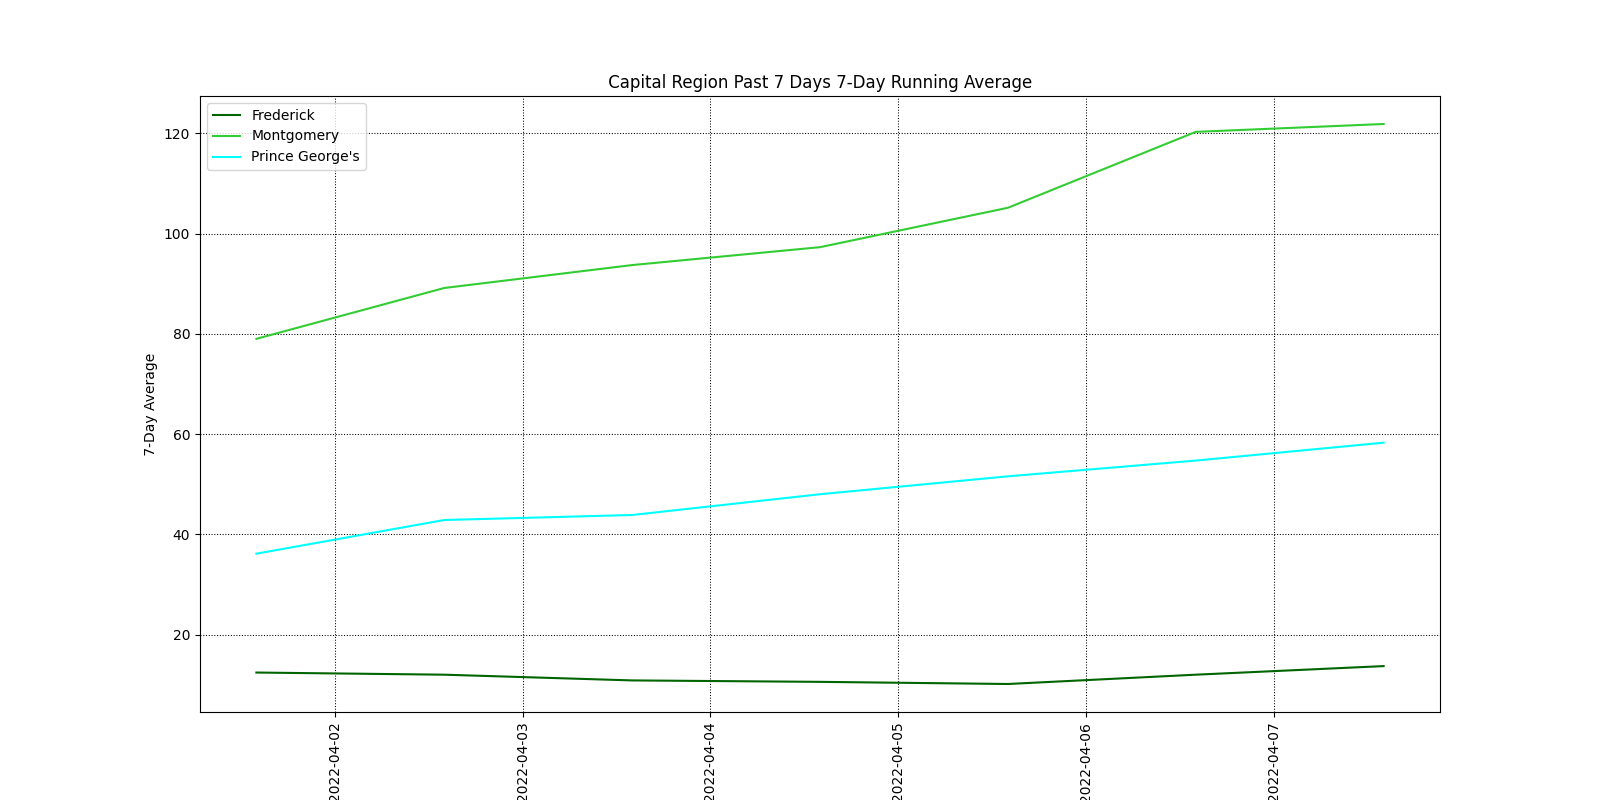 Capital Region Past 7 Days 7-Day Running Average
Frederick
Montgomery
Prince George's
7-Day Average
120
100
80
60
40
20
2022-04-02
2022-04-03
2022-04-04
2022-04-05
2022-04-06
2022-04-07